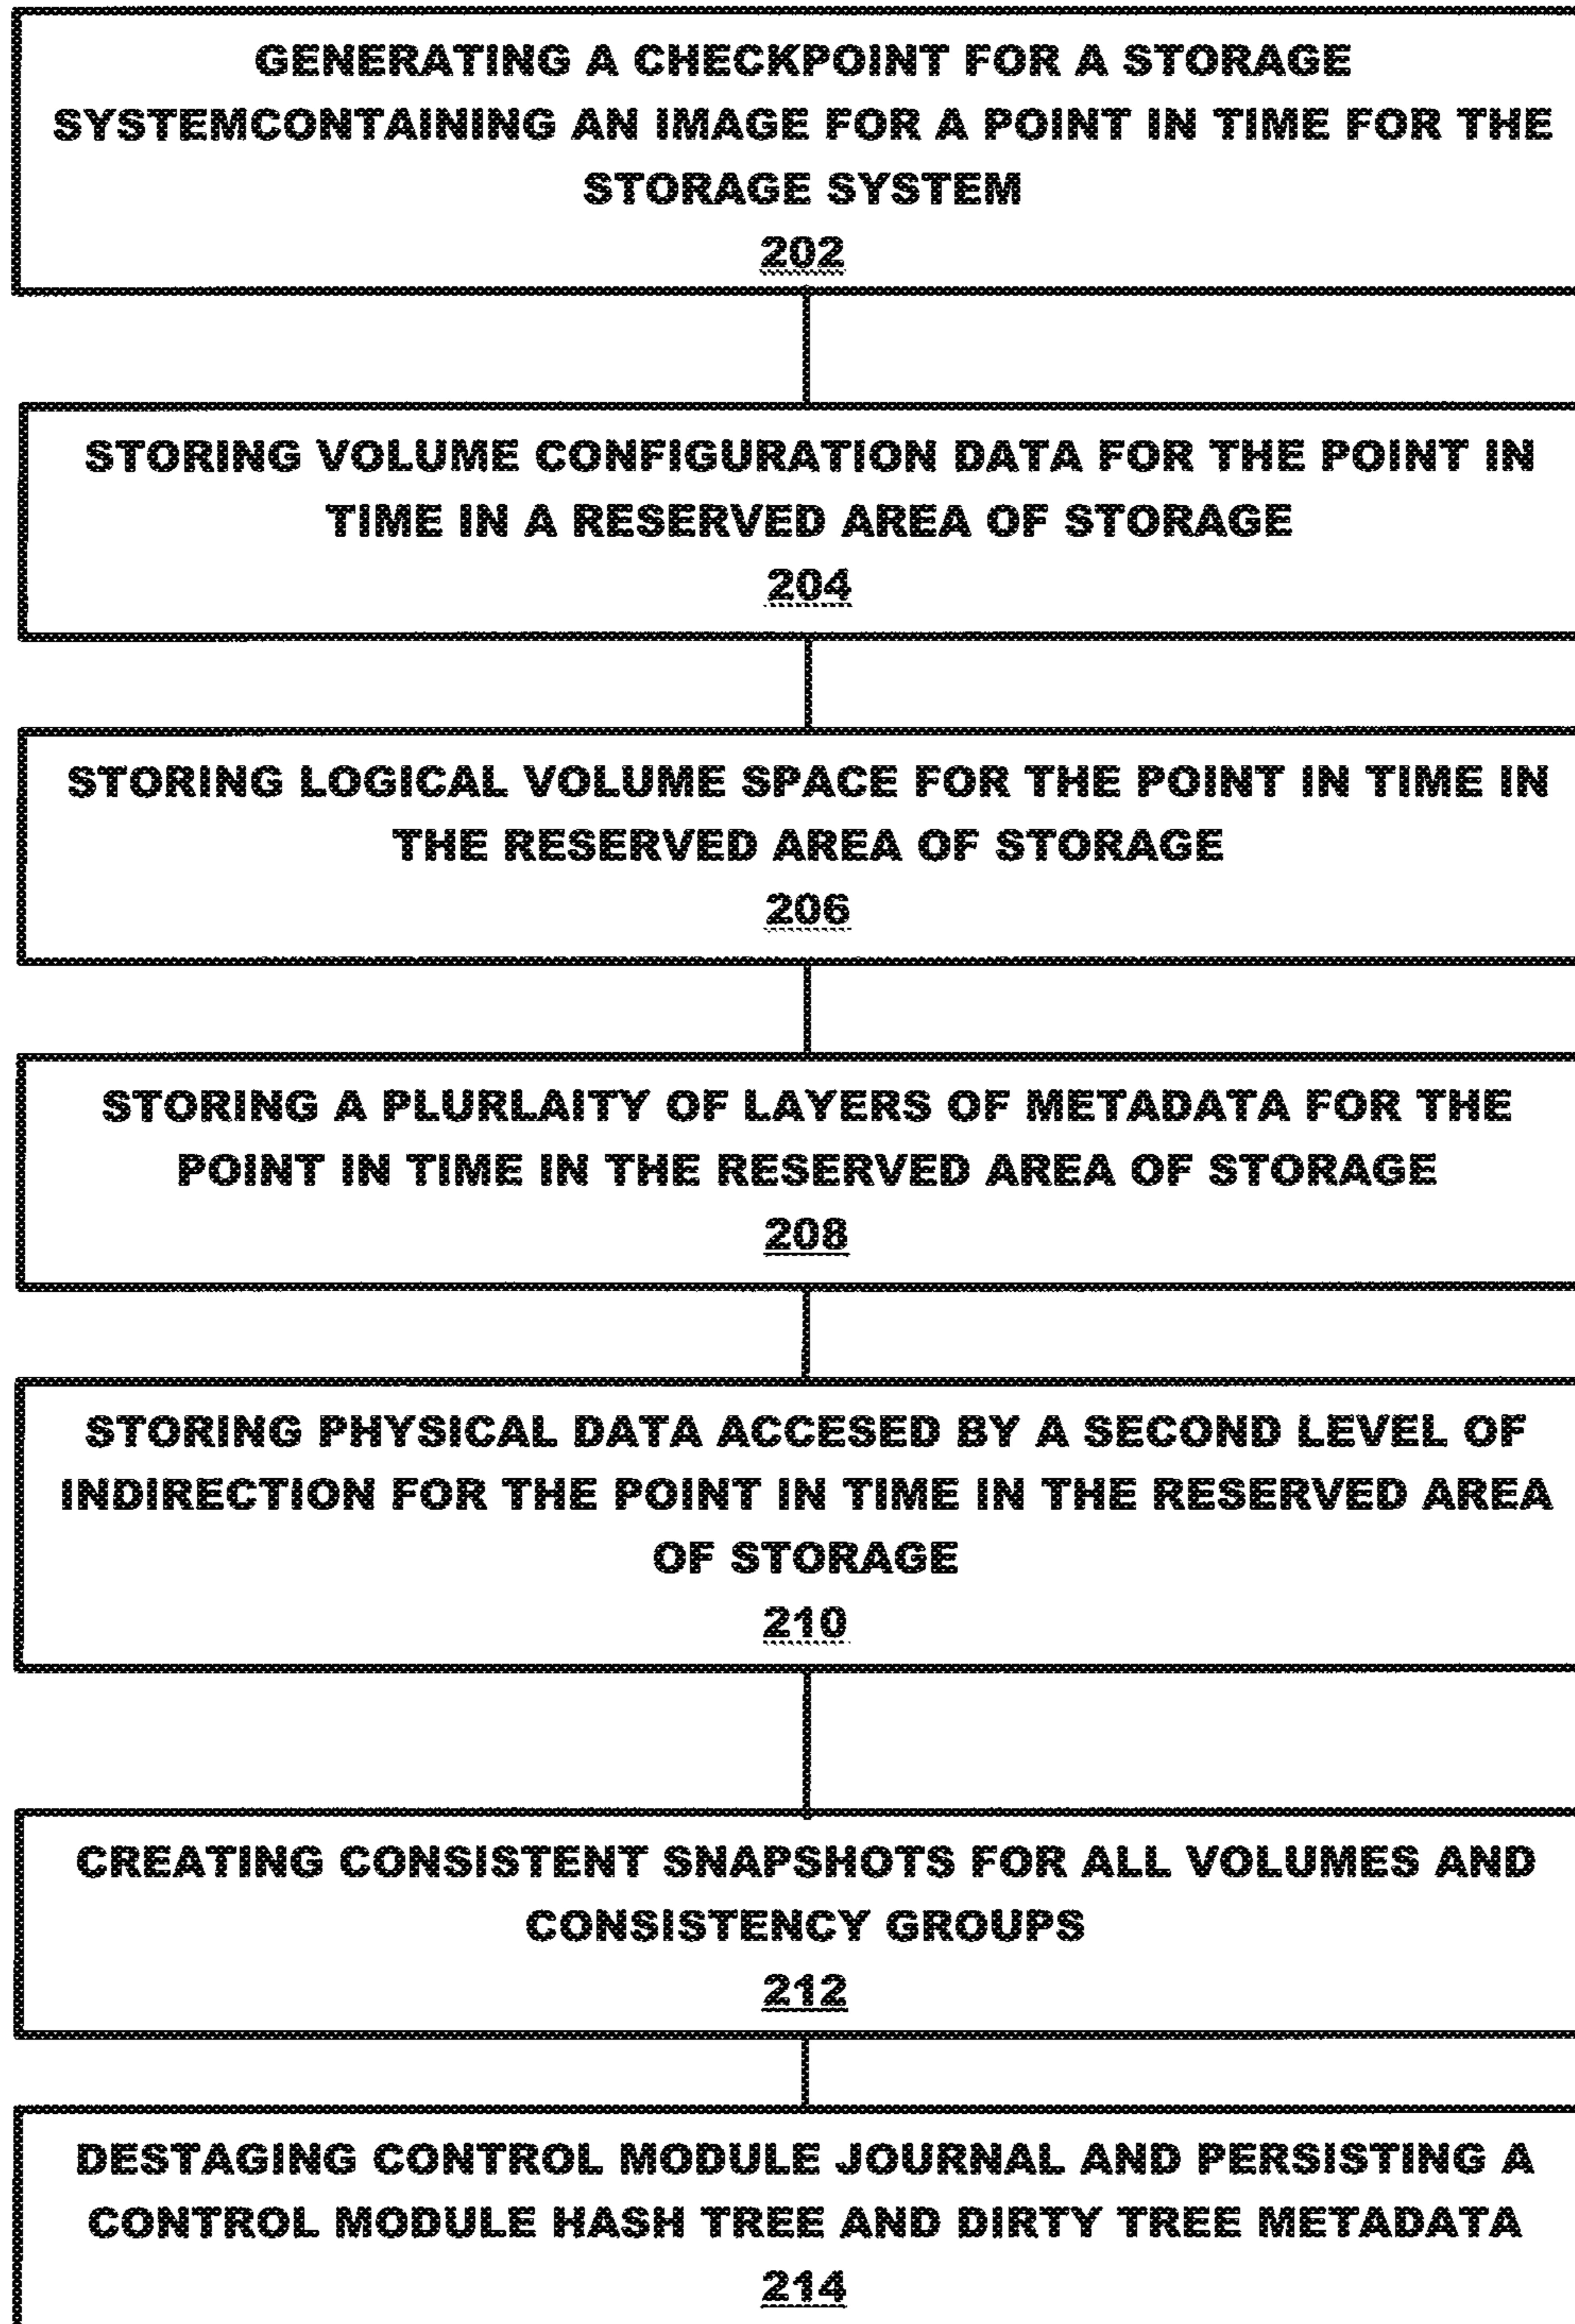 GENERATING A CHECKPOINT FOR A STORAGE
SYSTEMCONTAINING AN IMAGE FOR A POINT IN TIME FOR THE
STORAGE SYSTEM
202
STORING VOLUME CONFIGURATION DATA FOR THE POINT IN
TIME IN A RESERVED AREA OF STORAGE
204
STORING LOGICAL VOLUME SPACE FOR THE POINT IN TIME IN
THE RESERVED AREA OF STORAGE
206
STORING A PLURLAITY OF LAYERS OF METADATA FOR THE
POINT IN TIME IN THE RESERVED AREA OF STORAGE
208
STORING PHYSICAL DATA ACCESED BY A SECOND LEVEL OF
INDIRECTION FOR THE POINT IN TIME IN THE RESERVED AREA
OF STORAGE
210
CREATING CONSISTENT SNAPSHOTS FOR ALL VOLUMES AND
CONSISTENCY GROUPS
212
DESTAGING CONTROL MODULE JOURNAL AND PERSISTING A
CONTROL MODULE HASH TREE AND DIRTY TREE METADATA
214